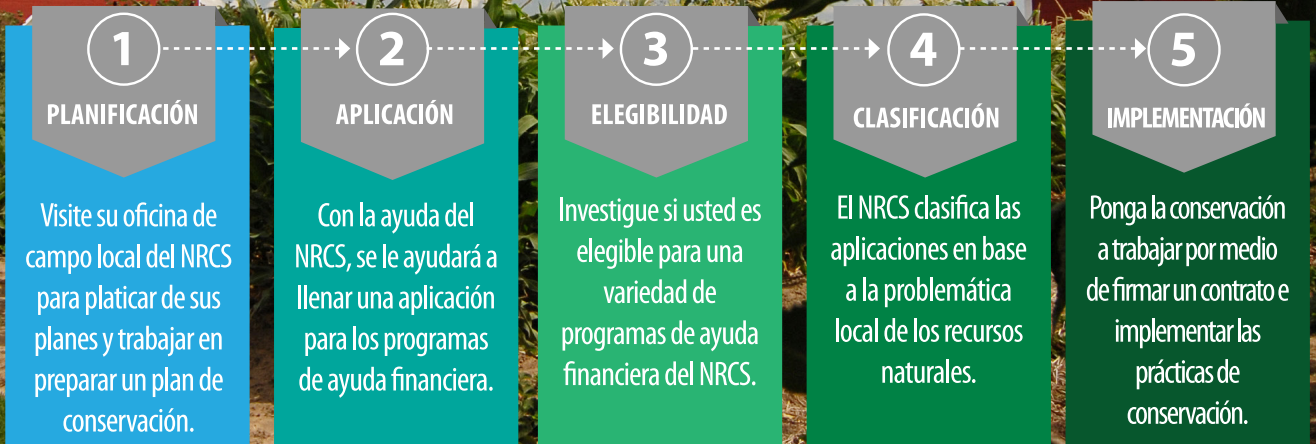 1
PLANIFICACIÓN
Visite su oficina de
campo local del NRCS
para platicar de sus
planes y trabajar en
preparar un plan de
conservación.
2
APLICACIÓN
Con la ayuda del
NRCS, se le ayudará a
llenar una aplicación
para los programas
de ayuda financiera.
3
ELEGIBILIDAD
Investigue si usted es
elegible para una
variedad de
programas de ayuda
financiera del NRCS.
4
CLASIFICACIÓN
El NRCS clasifica las
aplicaciones en base
a la problemática
local de los recursos
naturales.
5
IMPLEMENTACIÓN
Ponga la conservación
a trabajar por medio
de firmar un contrato e
implementar las
prácticas de
conservación.